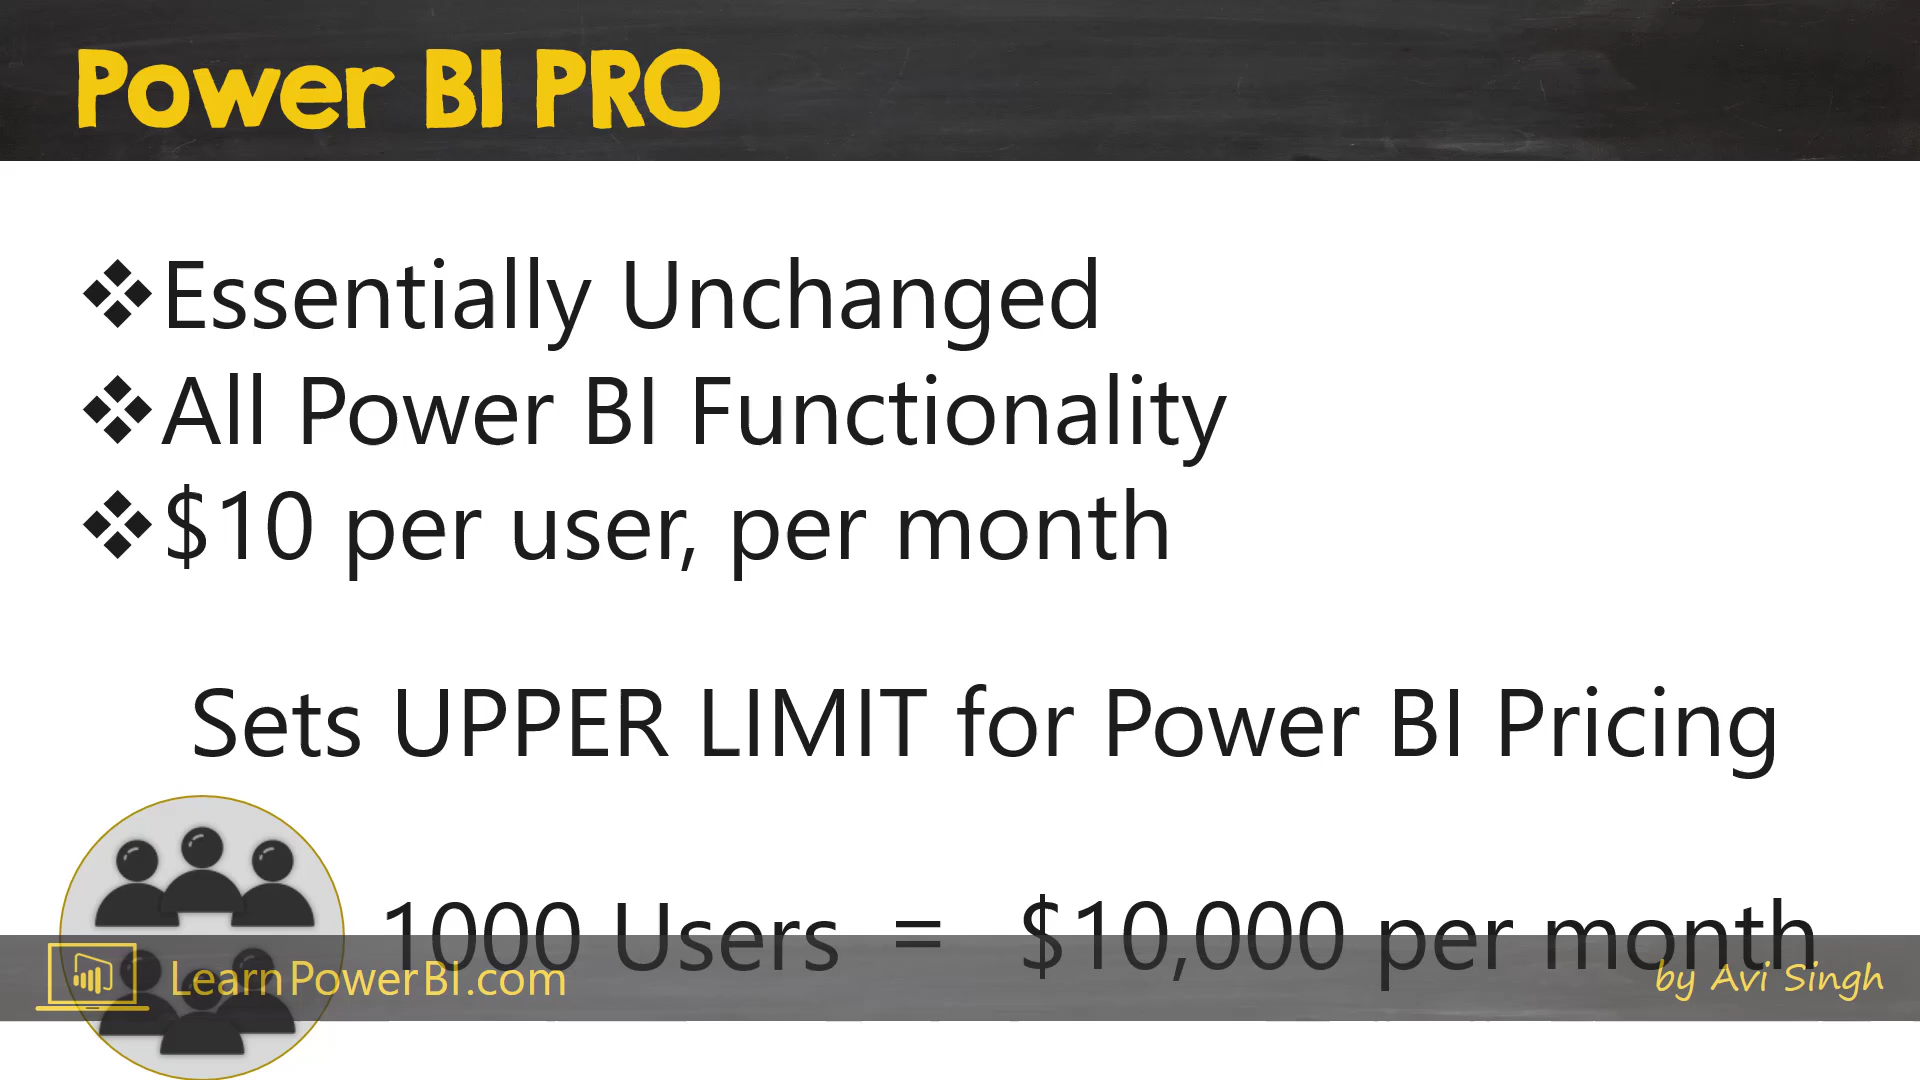 Power BI PRO
❖Essentially Unchanged
❖All Power BI Functionality
❖$10 per user, per month
Sets UPPER LIMIT for Power BI Pricing
1000 Users = $10,000 per month
LearnPowerBI.com
by Avi Singh